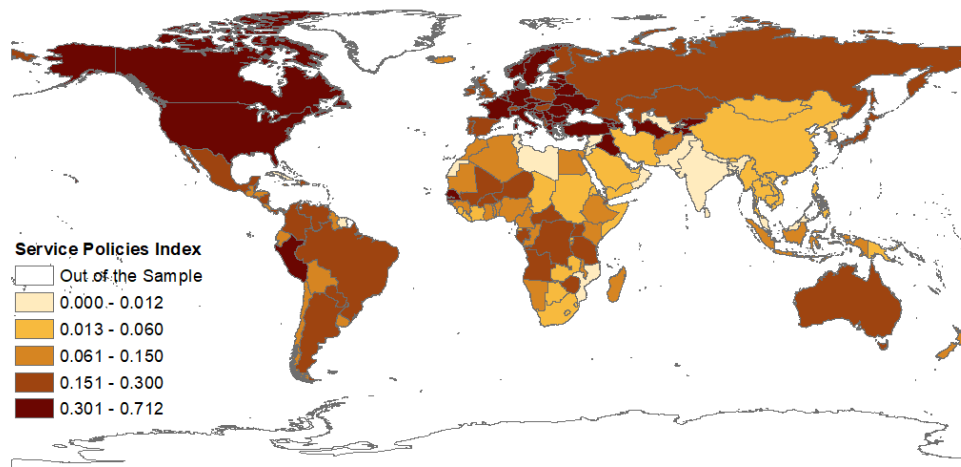 Service Policies Index
Out of the Sample
0.000 - 0.012
0.013 - 0.060
0.061 - 0.150
0.151 - 0.300
0.301 - 0.712